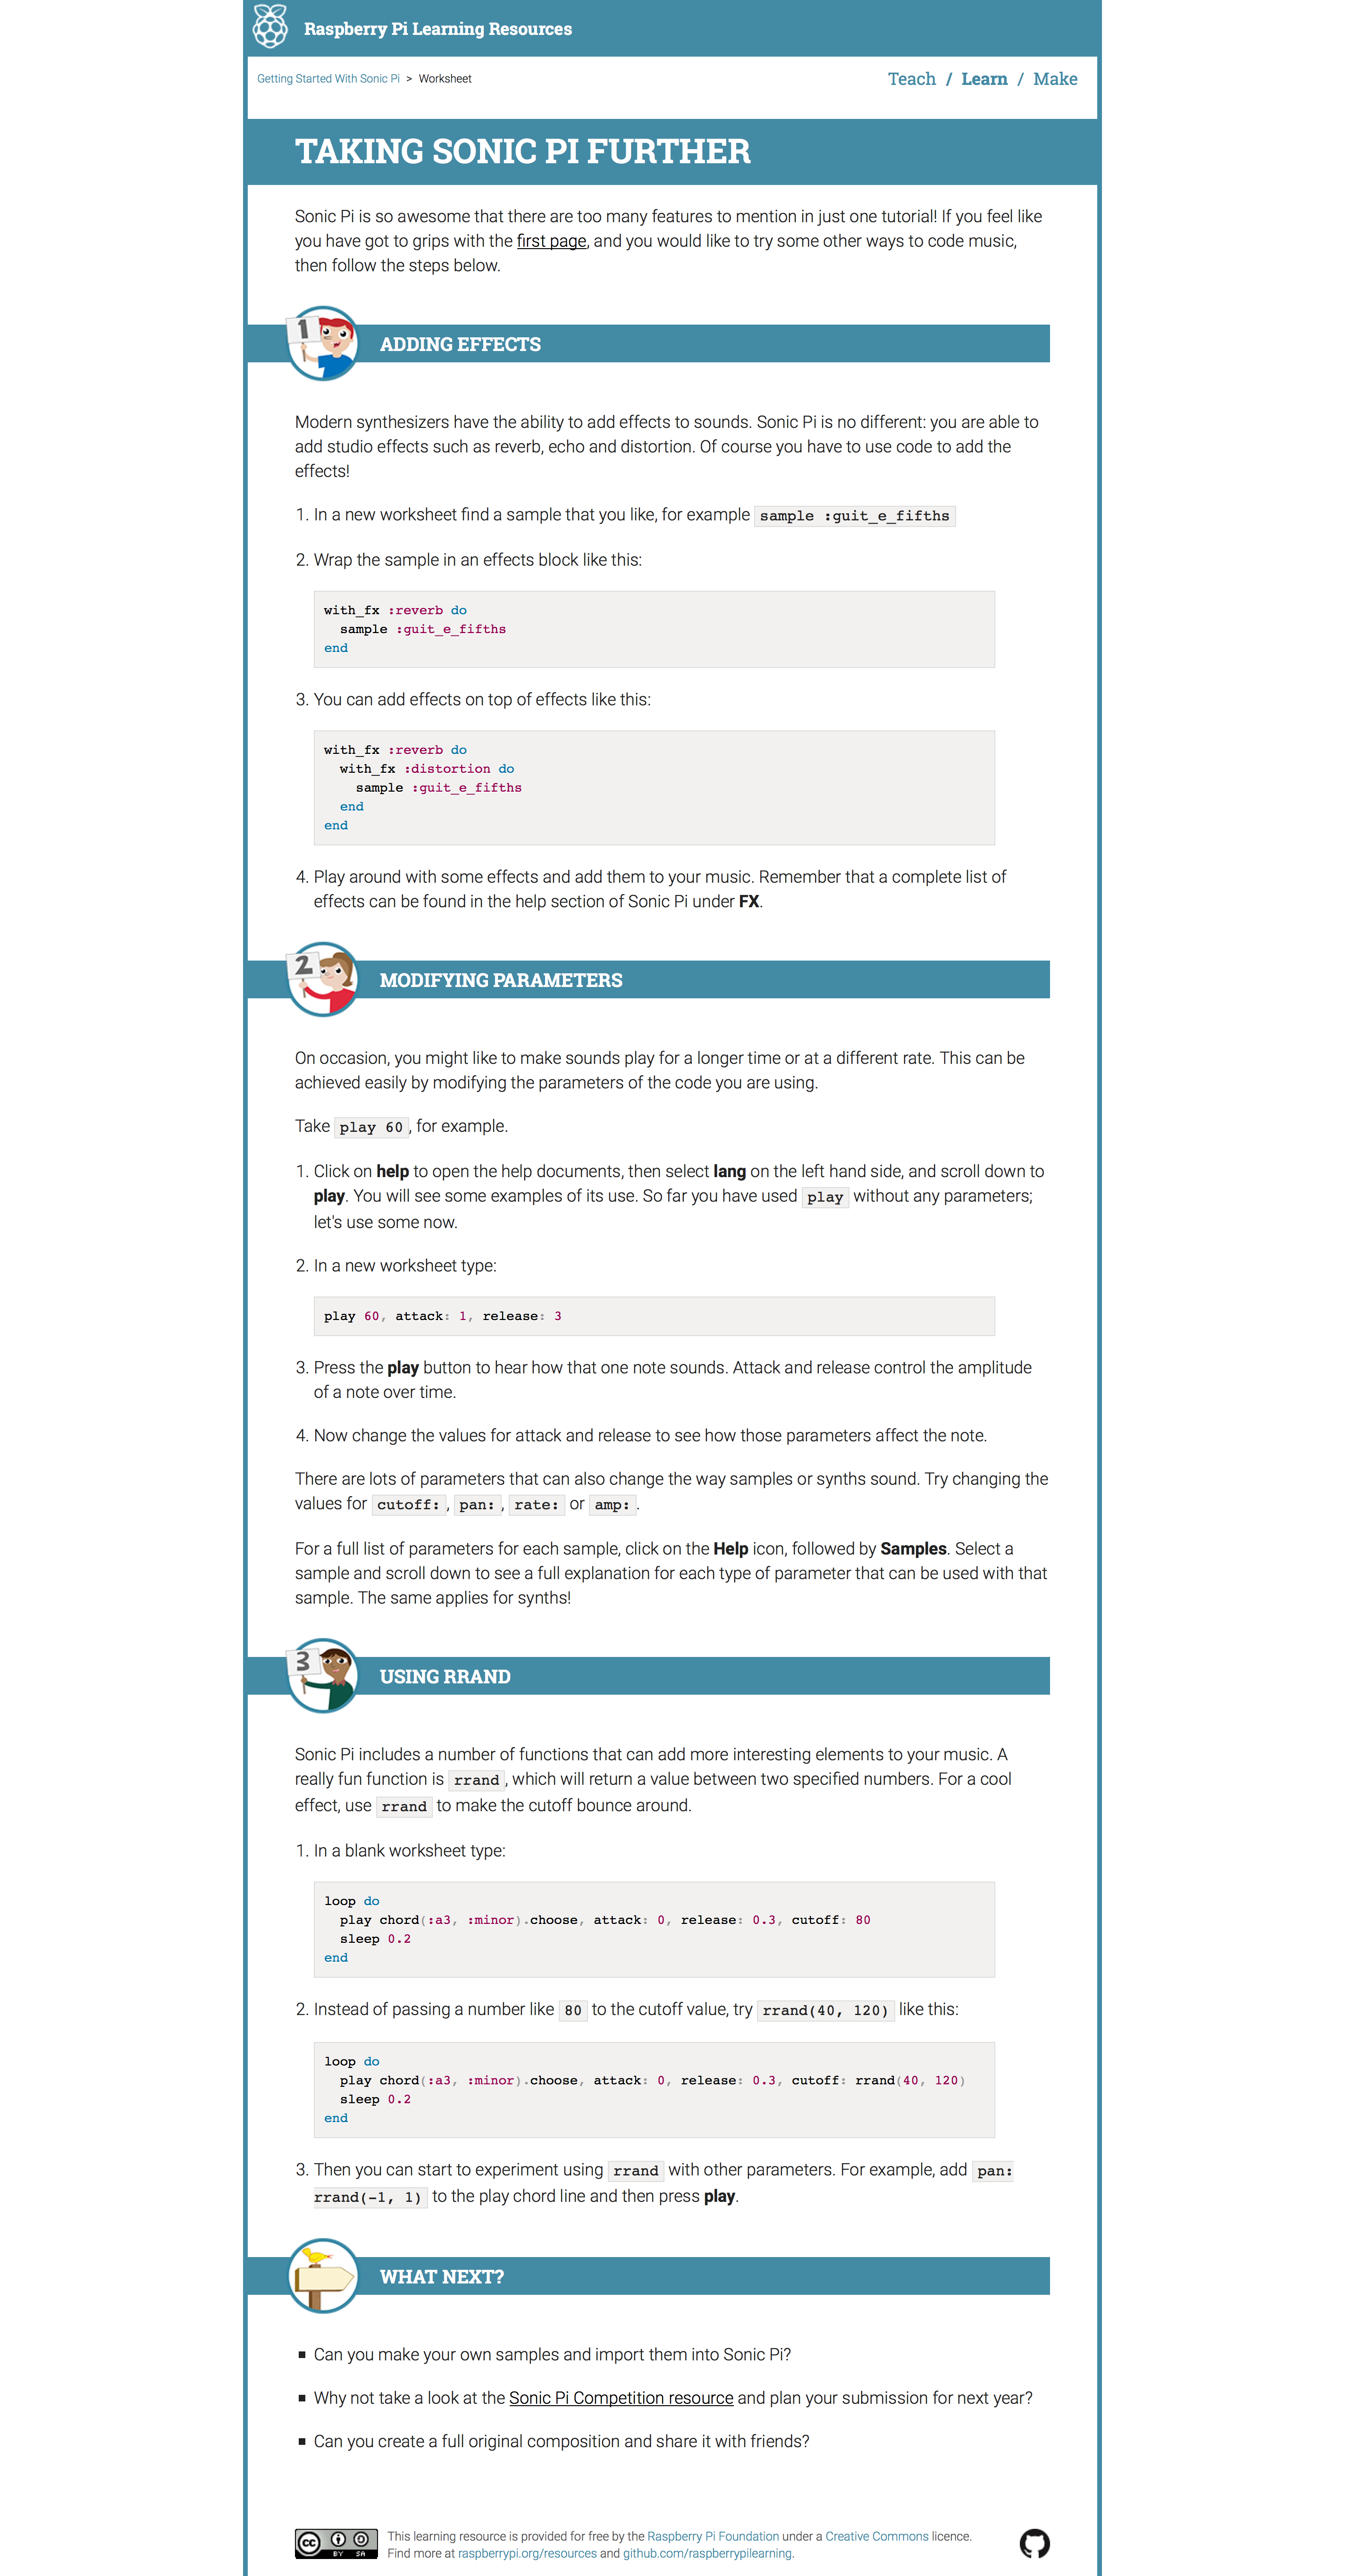 Raspberry Pi Learning Resources
Getting Started With Sonic Pi > Worksheet
Teach / Learn / Make
TAKING SONIC PI FURTHER
Sonic Pi is so awesome that there are too many features to mention in just one tutorial! If you feel like
you have got to grips with the first page, and you would like to try some other ways to code music,
then follow the steps below.
1
ADDING EFFECTS
Modern synthesizers have the ability to add effects to sounds. Sonic Pi is no different: you are able to
add studio effects such as reverb, echo and distortion. Of course you have to use code to add the
effects!
1. In a new worksheet find a sample that you like, for example sample :guit_e_fifths
2. Wrap the sample in an effects block like this:
with_fx :reverb do
  sample :guit_e_fifths
end
3. You can add effects on top of effects like this:
with_fx :reverb do
  with_fx :distortion do
    sample :guit_e_fifths
  end
end
4. Play around with some effects and add them to your music. Remember that a complete list of
effects can be found in the help section of Sonic Pi under FX.
2
MODIFYING PARAMETERS
On occasion, you might like to make sounds play for a longer time or at a different rate. This can be
achieved easily by modifying the parameters of the code you are using.
Take play 60, for example.
1. Click on help to open the help documents, then select lang on the left hand side, and scroll down to
play. You will see some examples of its use. So far you have used play without any parameters;
let's use some now.
2. In a new worksheet type:
play 60, attack: 1, release: 3
3. Press the play button to hear how that one note sounds. Attack and release control the amplitude
of a note over time.
4. Now change the values for attack and release to see how those parameters affect the note.
There are lots of parameters that can also change the way samples or synths sound. Try changing the
values for cutoff:, pan:, rate: or amp:.
For a full list of parameters for each sample, click on the Help icon, followed by Samples. Select a
sample and scroll down to see a full explanation for each type of parameter that can be used with that
sample. The same applies for synths!
3
USING RRAND
Sonic Pi includes a number of functions that can add more interesting elements to your music. A
really fun function is rrand, which will return a value between two specified numbers. For a cool
effect, use rrand to make the cutoff bounce around.
1. In a blank worksheet type:
loop do
  play chord(:a3, :minor).choose, attack: 0, release: 0.3, cutoff: 80
  sleep 0.2
end
2. Instead of passing a number like 80 to the cutoff value, try rrand(40, 120) like this:
loop do
  play chord(:a3, :minor).choose, attack: 0, release: 0.3, cutoff: rrand(40, 120)
  sleep 0.2
end
3. Then you can start to experiment using rrand with other parameters. For example, add pan:
rrand(-1, 1) to the play chord line and then press play.
WHAT NEXT?
Can you make your own samples and import them into Sonic Pi?
Why not take a look at the Sonic Pi Competition resource and plan your submission for next year?
Can you create a full original composition and share it with friends?
cc BY SA
This learning resource is provided for free by the Raspberry Pi Foundation under a Creative Commons licence.
Find more at raspberrypi.org/resources and github.com/raspberrypilearning.